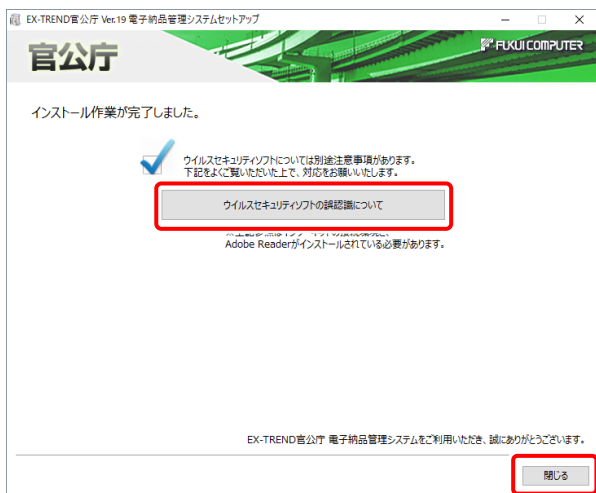 EX-TREND官公庁 Ver.19 電子納品管理システムセットアップ
官公庁
FUKUI COMPUTER
インストール作業が完了しました。
ウイルスセキュリティソフトについては別途注意事項があります。
下記をよくご覧いただいた上で、対応をお願いいたします。
ウイルスセキュリティソフトの誤認識について
Adobe Readerがインストールされている必要があります。
EX-TREND官公庁 電子納品管理システムをご利用いただき、誠にありがとうございます。
閉じる